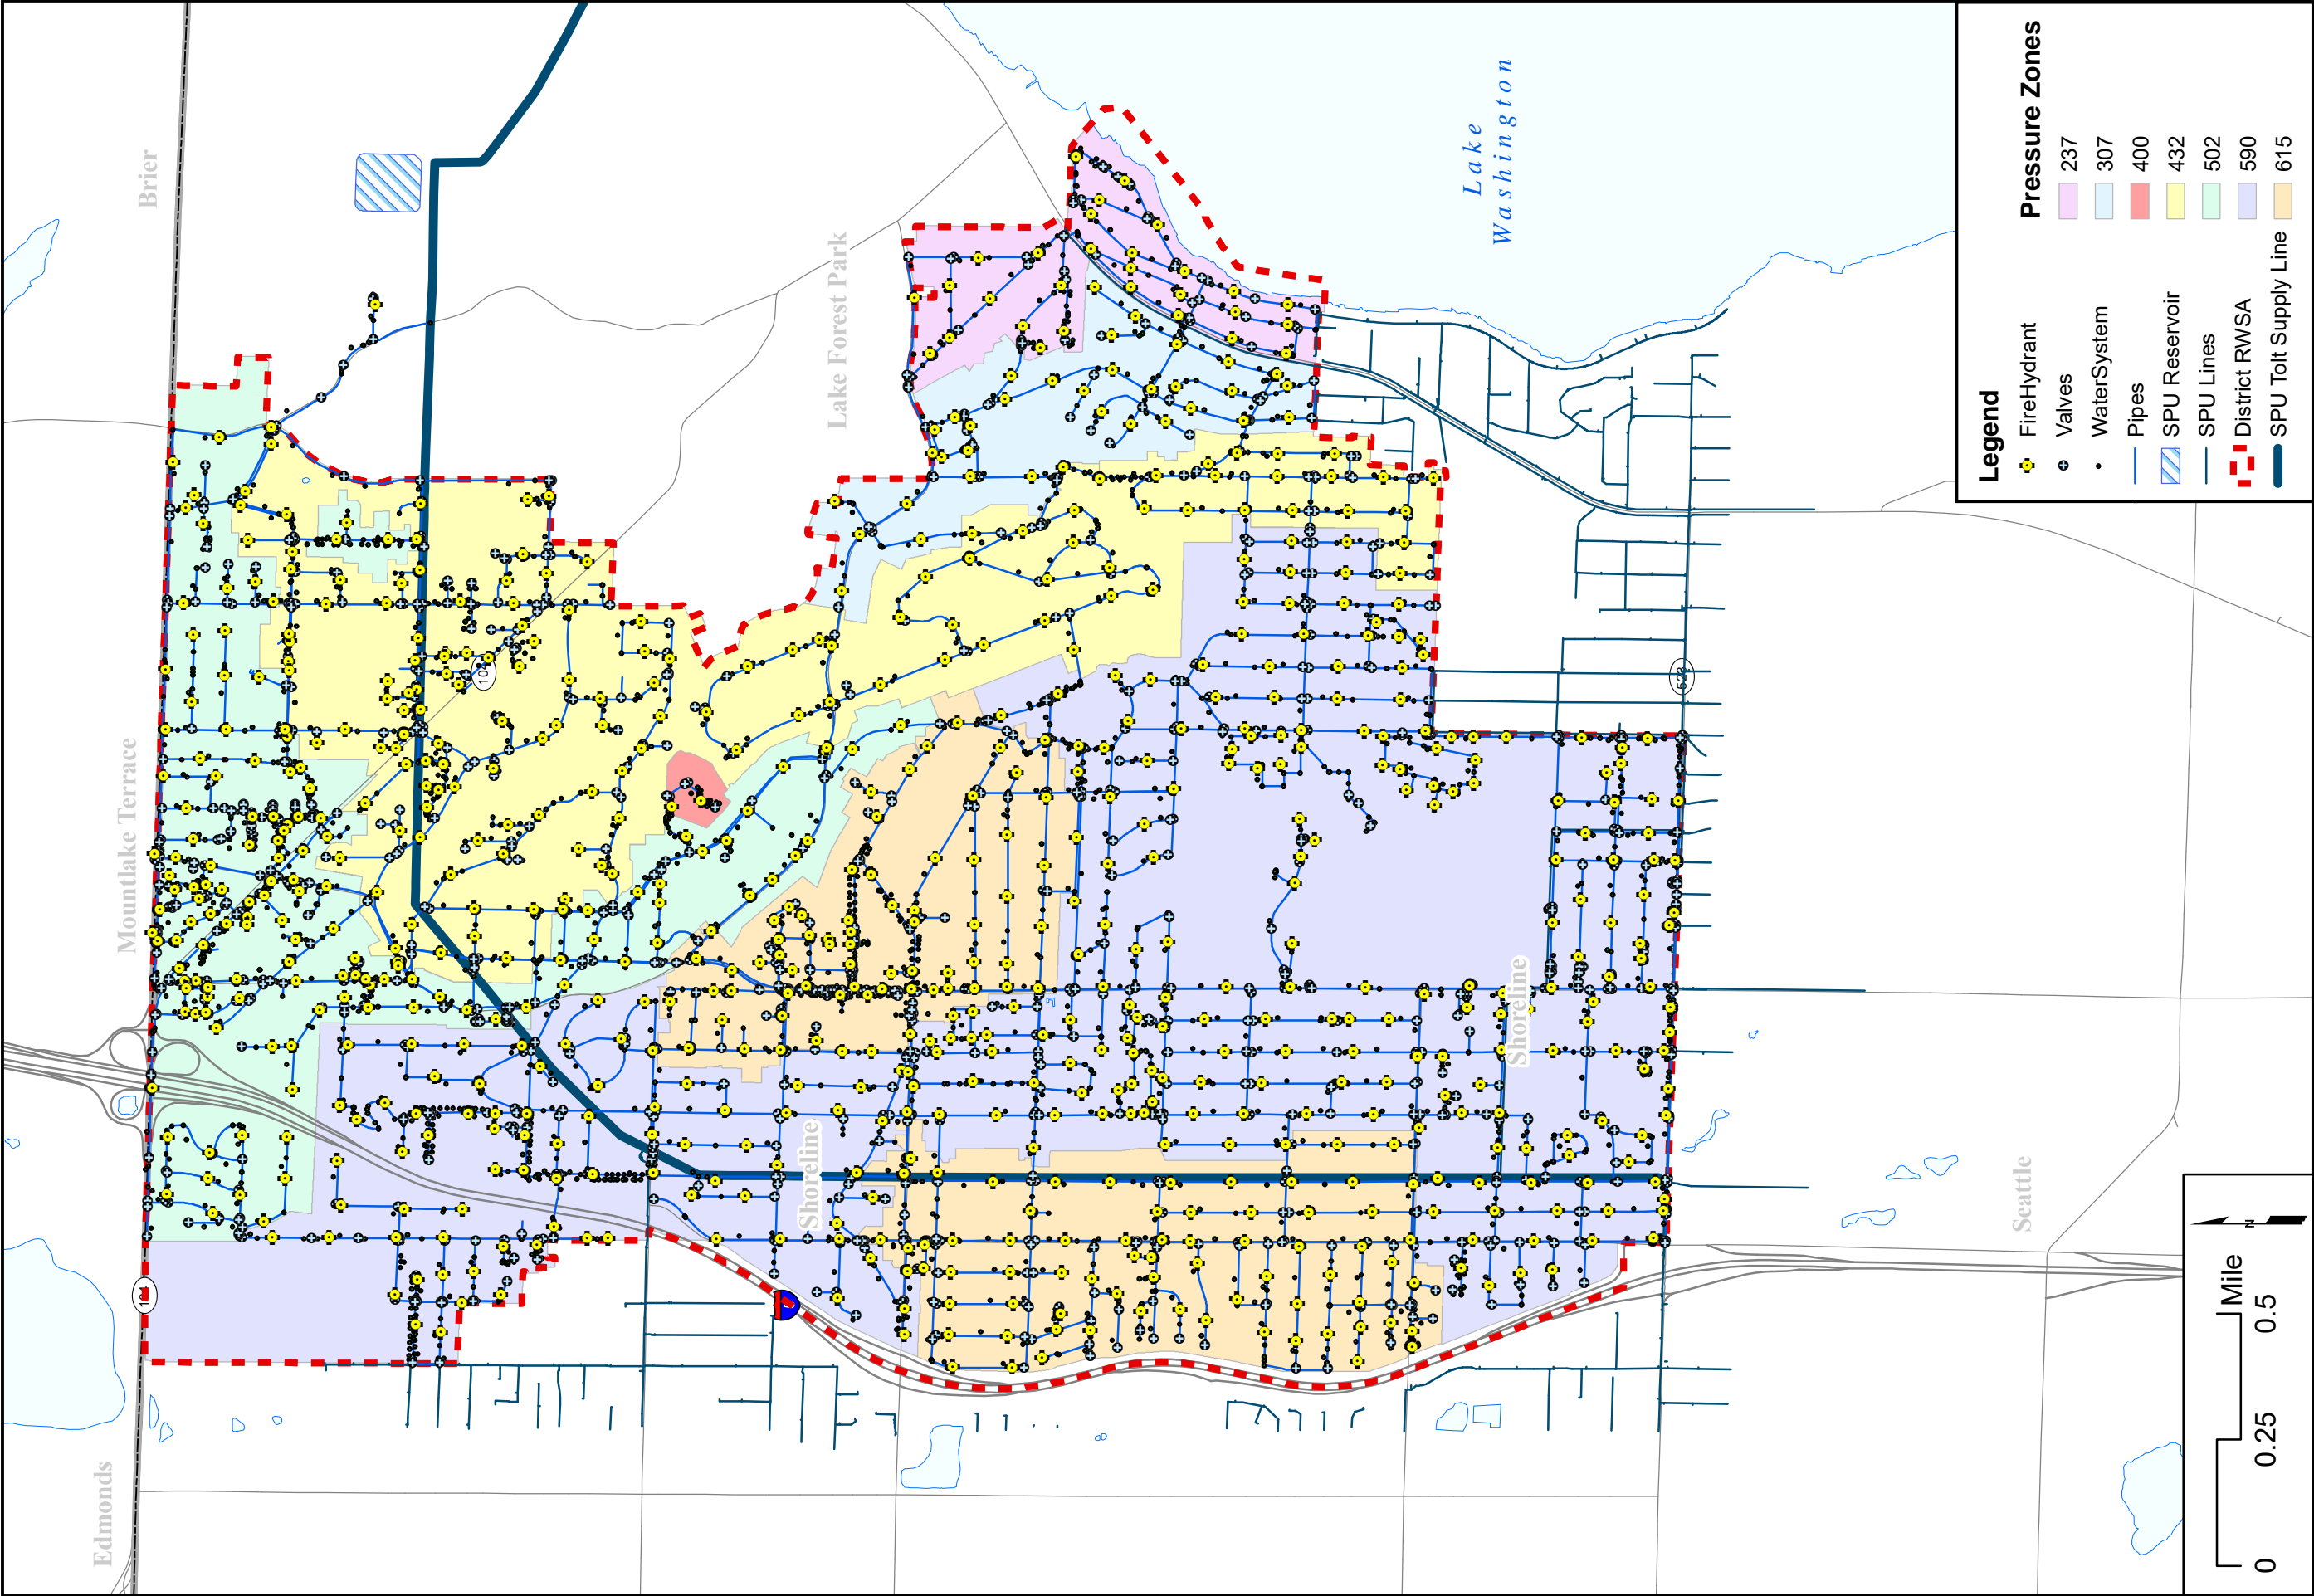 Edmonds
Mountlake Terrace
Brier
104
104
Lake Forest Park
Shoreline
Shoreline
Lake
Washington
Seattle
Legend
FireHydrant
Valves
WaterSystem
Pipes
SPU Reservoir
SPU Lines
District RWSA
SPU Tolt Supply Line
Pressure Zones
237
307
400
432
502
590
615
0
0.25
0.5
Mile
N